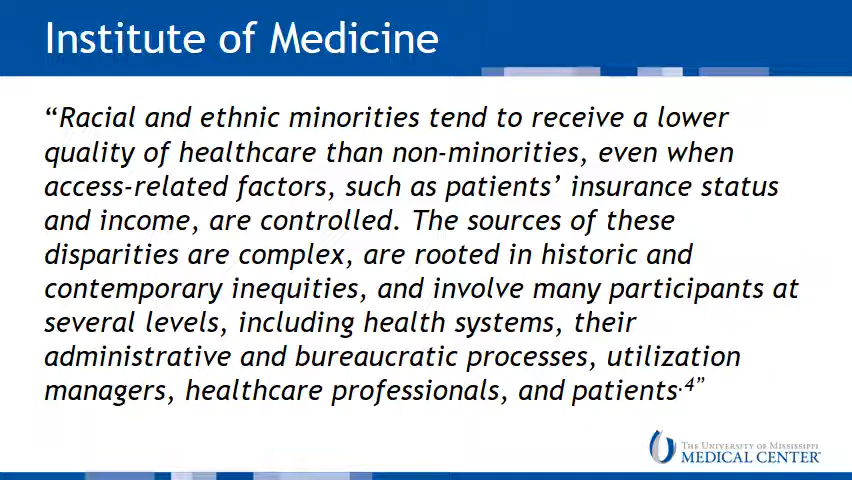 Institute of Medicine
“Racial and ethnic minorities tend to receive a lower
quality of healthcare than non-minorities, even when
access-related factors, such as patients’ insurance status
and income, are controlled. The sources of these
disparities are complex, are rooted in historic and
contemporary inequities, and involve many participants at
several levels, including health systems, their
administrative and bureaucratic processes, utilization
managers, healthcare professionals, and patients.4”
THE UNIVERSITY OF MISSISSIPPI
MEDICAL CENTER